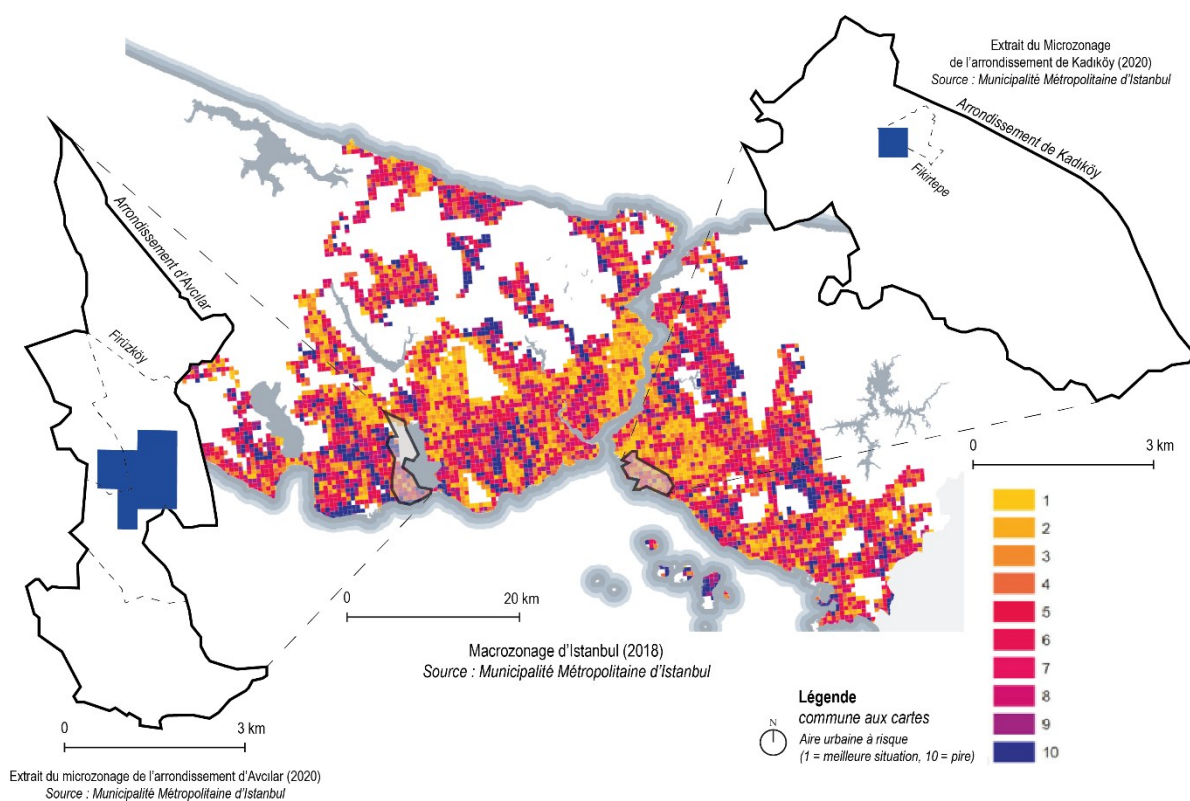 Extrait du Microzonage
de l'arrondissement de Kadıköy (2020)
Source : Municipalité Métropolitaine d'Istanbul
Arrondissement de Kadıköy
Fikirtepe
0 3 km
Arrondissement d'Avcılar
Firüzköy
0 3 km
Extrait du microzonage de l'arrondissement d'Avcılar (2020)
Source : Municipalité Métropolitaine d'Istanbul
0 20 km
Macrozonage d'Istanbul (2018)
Source : Municipalité Métropolitaine d'Istanbul
N
Légende
commune aux cartes
Aire urbaine à risque
(1 = meilleure situation, 10 = pire)
1
2
3
4
5
6
7
8
9
10